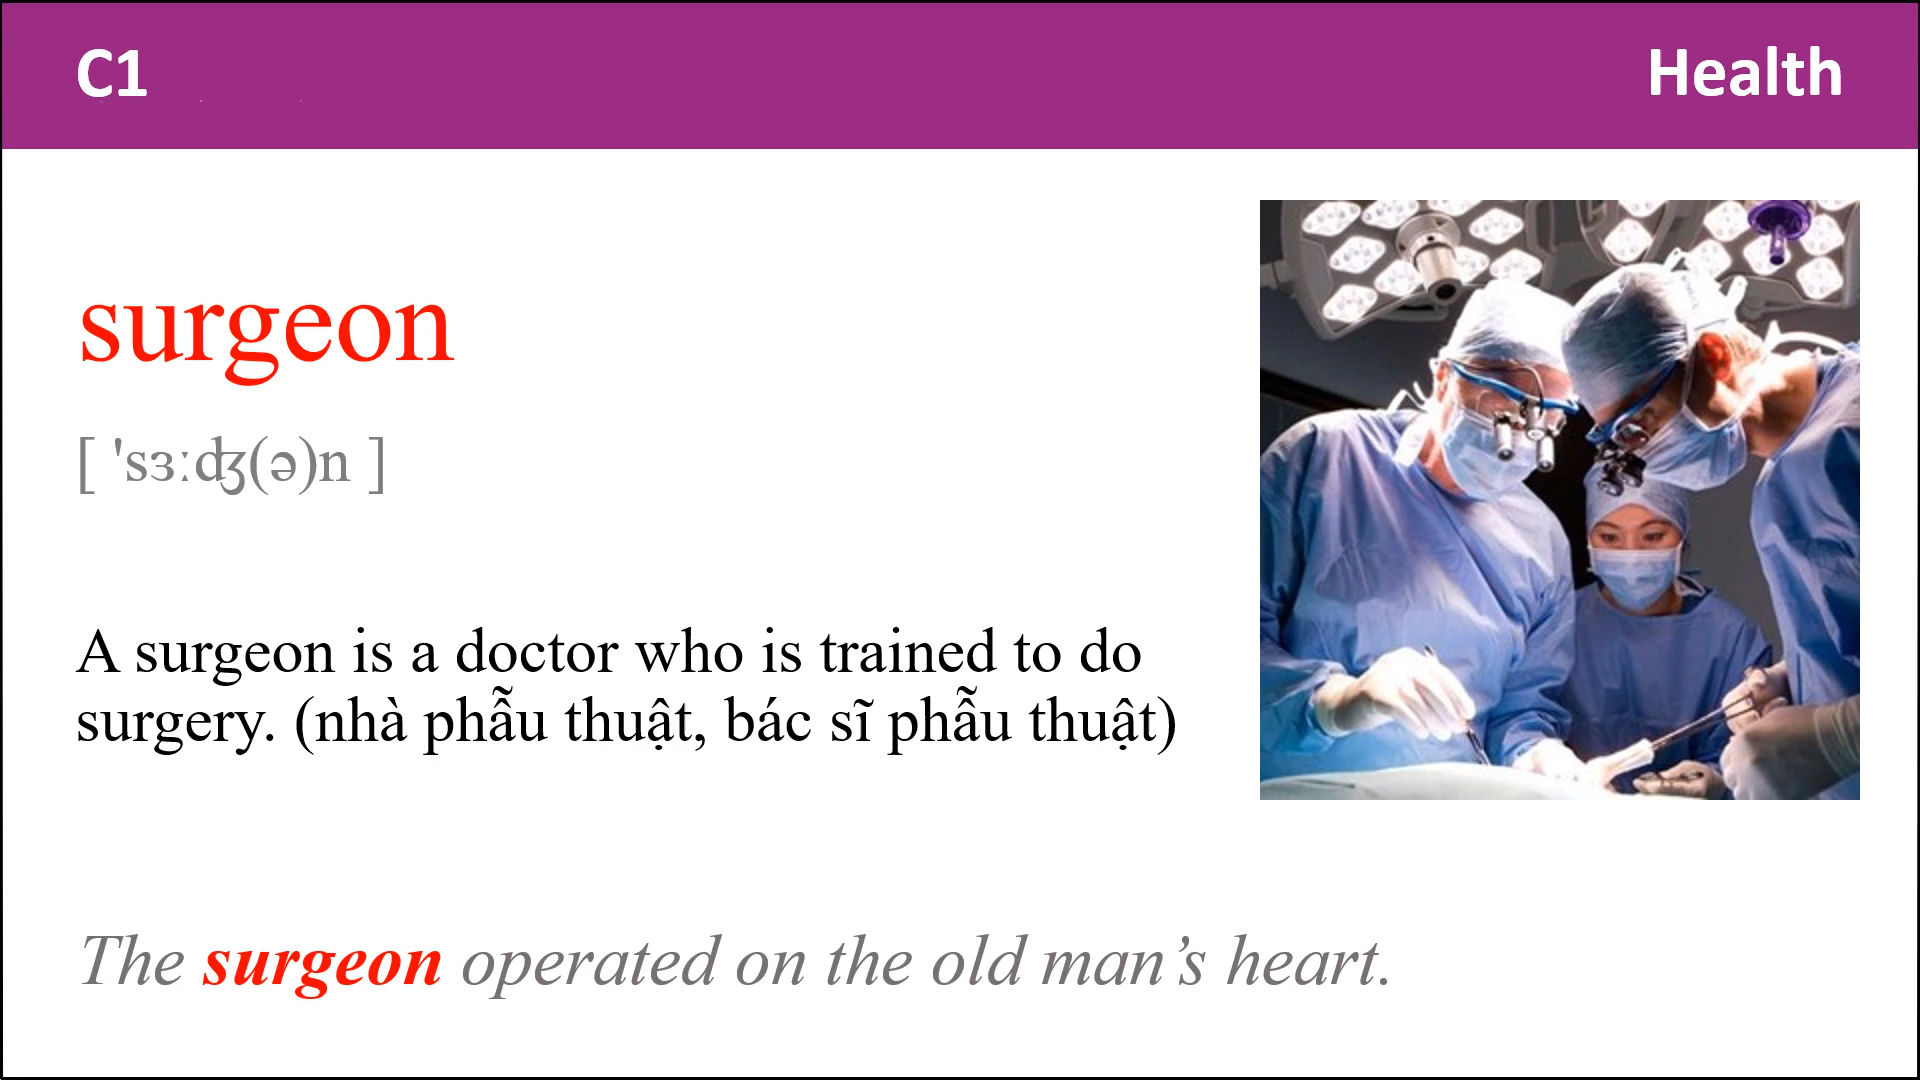 C1
Health
surgeon
[ 'sɜːʤ(ə)n ]
A surgeon is a doctor who is trained to do
surgery. (nhà phẫu thuật, bác sĩ phẫu thuật)
The surgeon operated on the old man’s heart.